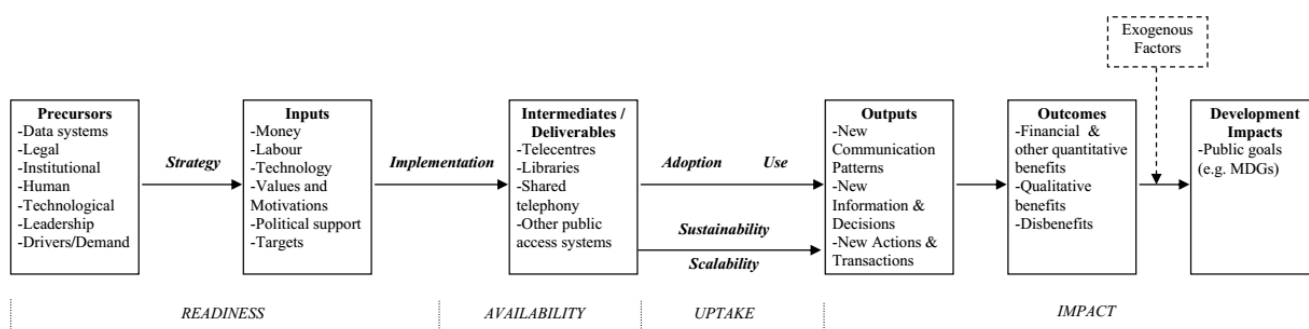 Exogenous
Factors
Precursors
-Data systems
-Legal
-Institutional
-Human
-Technological
-Leadership
-Drivers/Demand
Strategy
Inputs
-Money
-Labour
-Technology
-Values and
Motivations
-Political support
-Targets
Implementation
Intermediates /
Deliverables
-Telecentres
-Libraries
-Shared
telephony
-Other public
access systems
Adoption Use
Sustainability
Scalability
Outputs
-New
Communication
Patterns
-New
Information &
Decisions
-New Actions &
Transactions
Outcomes
-Financial &
other quantitative
benefits
-Qualitative
benefits
-Disbenefits
Development
Impacts
-Public goals
(e.g. MDGs)
READINESS
AVAILABILITY
UPTAKE
IMPACT